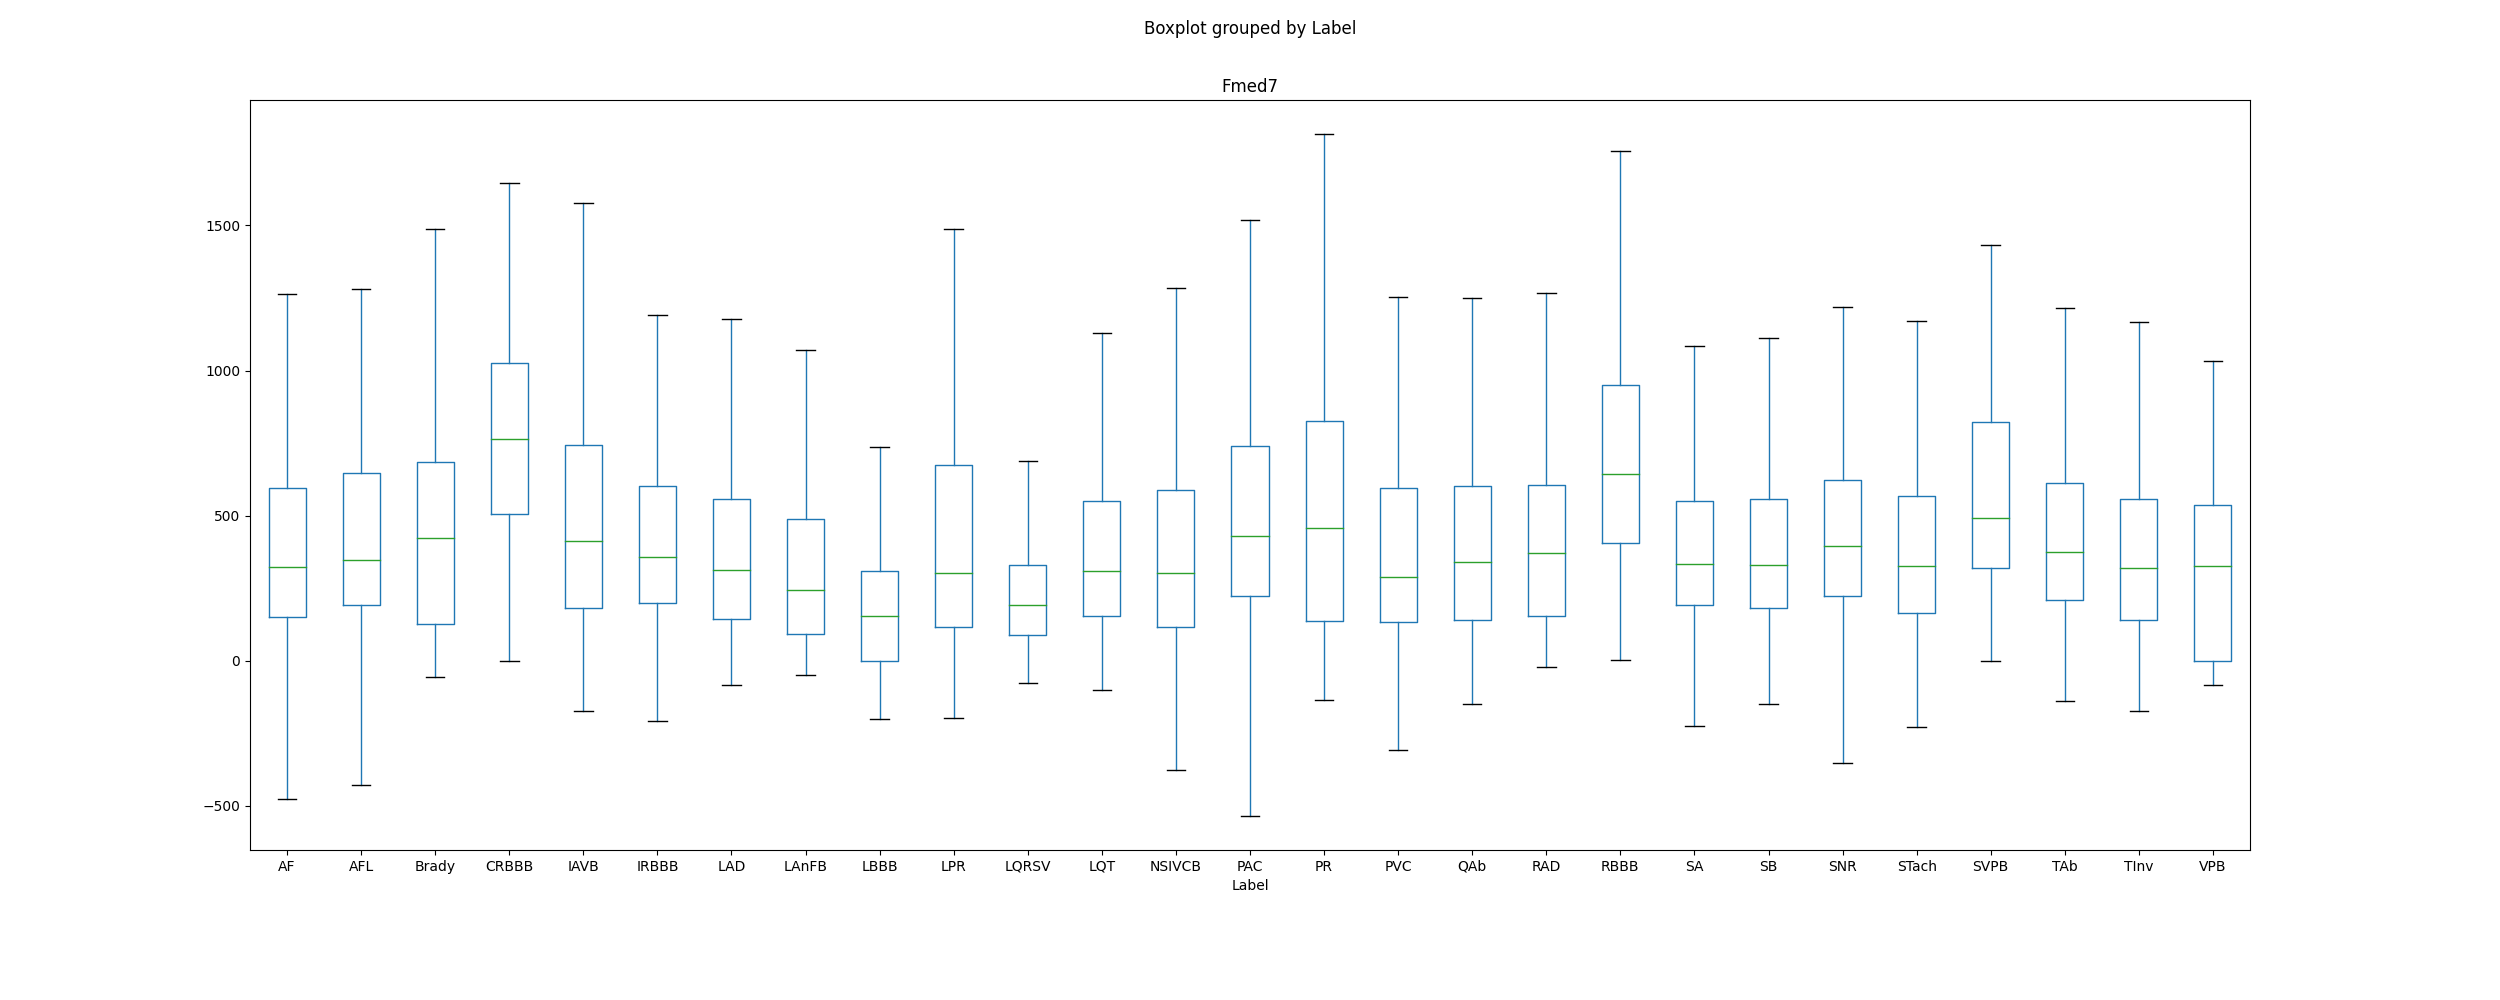 Boxplot grouped by Label
Fmed7
1500
1000
500
0
−500
AF AFL Brady CRBBB IAVB IRBBB LAD LAnFB LBBB LPR LQRSV LQT NSIVCB PAC PR PVC QAb RAD RBBB SA SB SNR STach SVPB TAb TInv VPB
Label